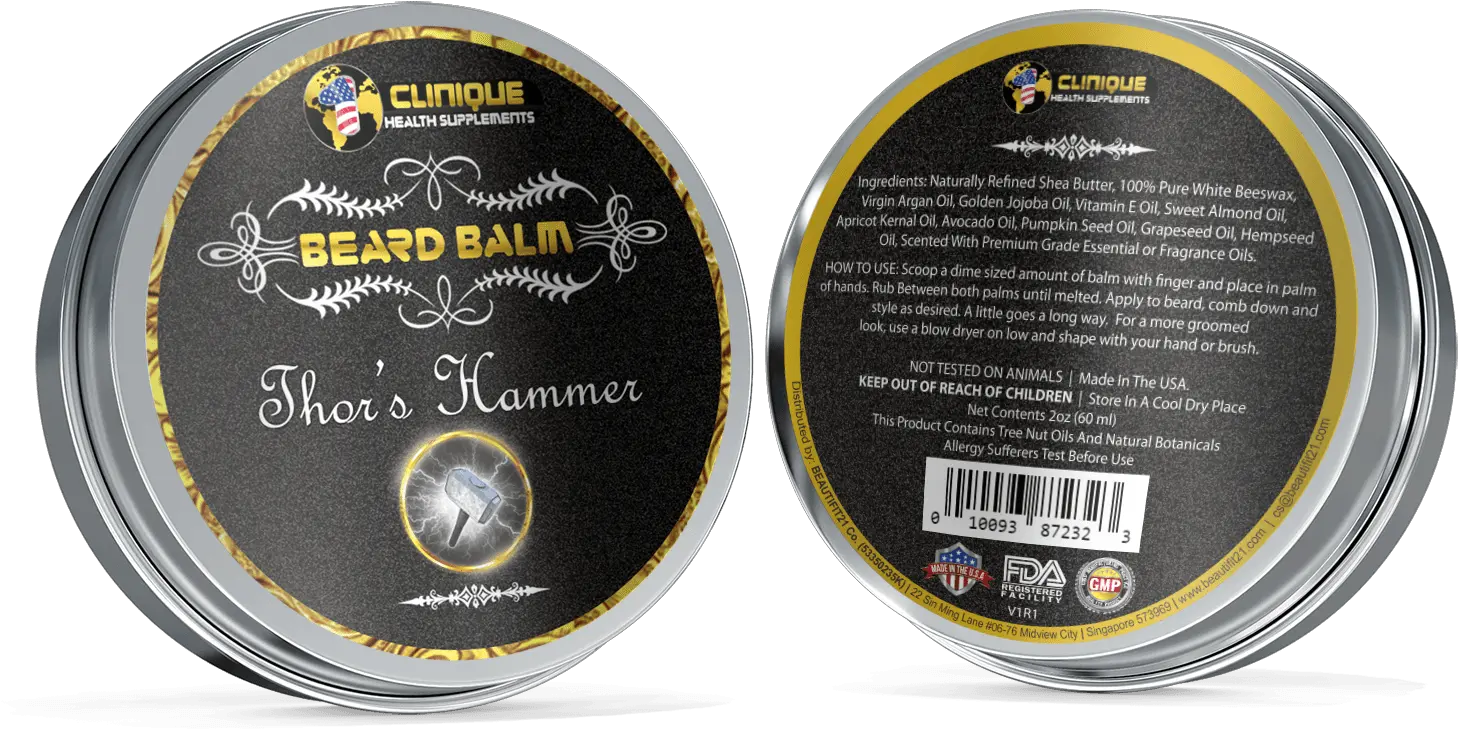 CLINIQUE
HEALTH SUPPLEMENTS
BEARD BALM
Thor's Hammer
CLINIQUE
HEALTH SUPPLEMENTS
Ingredients: Naturally Refined Shea Butter, 100% Pure White Beeswax,
Virgin Argan Oil, Golden Jojoba Oil, Vitamin E Oil, Sweet Almond Oil,
Apricot Kernal Oil, Avocado Oil, Pumpkin Seed Oil, Grapeseed Oil, Hempseed
Oil, Scented With Premium Grade Essential or Fragrance Oils.
HOW TO USE: Scoop a dime sized amount of balm with finger and place in palm
of hands. Rub Between both palms until melted. Apply to beard, comb down and
style as desired. A little goes a long way. For a more groomed
look, use a blow dryer on low and shape with your hand or brush.
NOT TESTED ON ANIMALS | Made In The USA.
KEEP OUT OF REACH OF CHILDREN | Store In A Cool Dry Place
Net Contents 2oz (60 ml)
This Product Contains Tree Nut Oils And Natural Botanicals
Allergy Sufferers Test Before Use
0 10093 87232 3
MADE IN THE U.S.A
FDA
REGISTERED
FACILITY
GMP
V1R1
Distributed by: BEAUTIFIT21 Co. (53350235K) | 22 Sin Ming Lane #06-76 Midview City | Singapore 573969 | www.beautifit21.com | cs@beautifit21.com